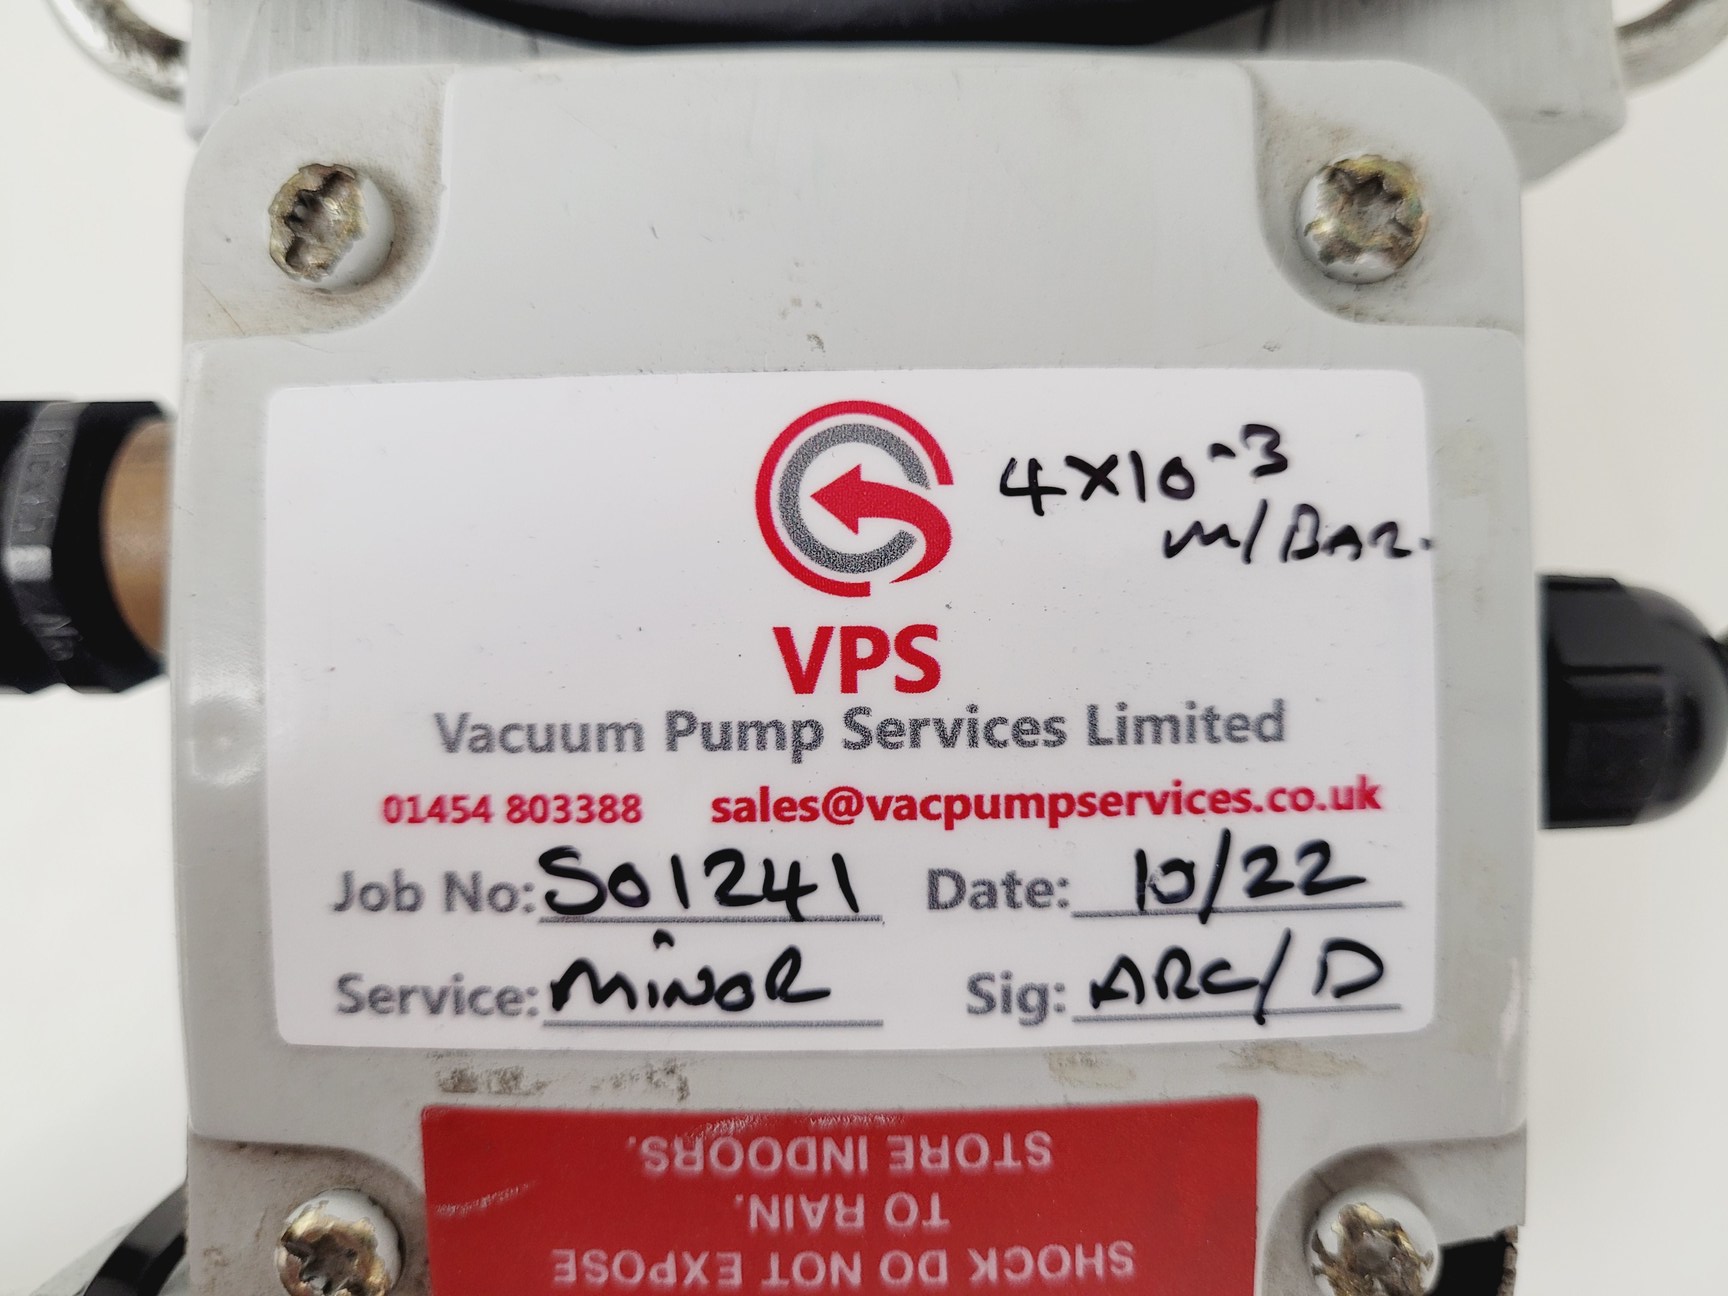 4X10^-3
m/BAR.
VPS
Vacuum Pump Services Limited
01454 803388 sales@vacpumpservices.co.uk
Job No: SO1241 Date: 10/22
Service: MiNOR Sig: ARC/D
SHOCK DO NOT EXPOSE
TO RAIN.
STORE INDOORS.